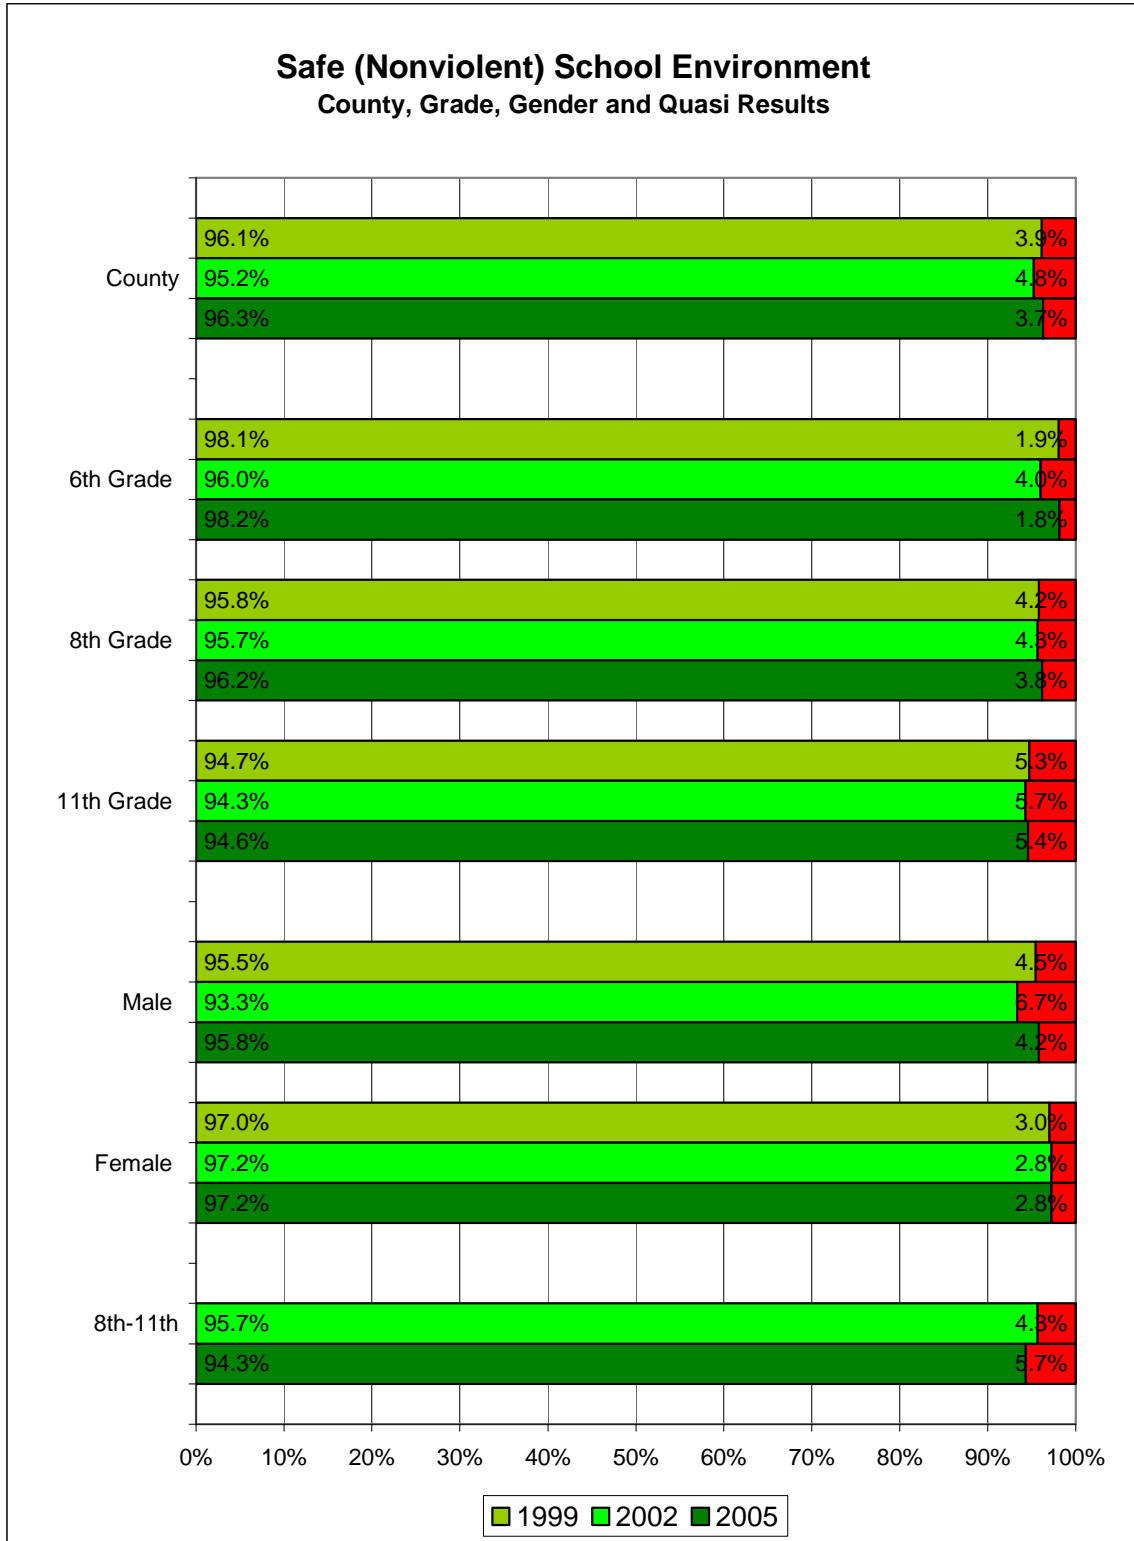 Safe (Nonviolent) School Environment
County, Grade, Gender and Quasi Results
96.1% 3.9%
County
95.2% 4.8%
96.3% 3.7%
98.1% 1.9%
6th Grade
96.0% 4.0%
98.2% 1.8%
95.8% 4.2%
8th Grade
95.7% 4.3%
96.2% 3.8%
94.7% 5.3%
11th Grade
94.3% 5.7%
94.6% 5.4%
95.5% 4.5%
Male
93.3% 6.7%
95.8% 4.2%
97.0% 3.0%
Female
97.2% 2.8%
97.2% 2.8%
8th-11th
95.7% 4.3%
94.3% 5.7%
0% 10% 20% 30% 40% 50% 60% 70% 80% 90% 100%
1999 2002 2005